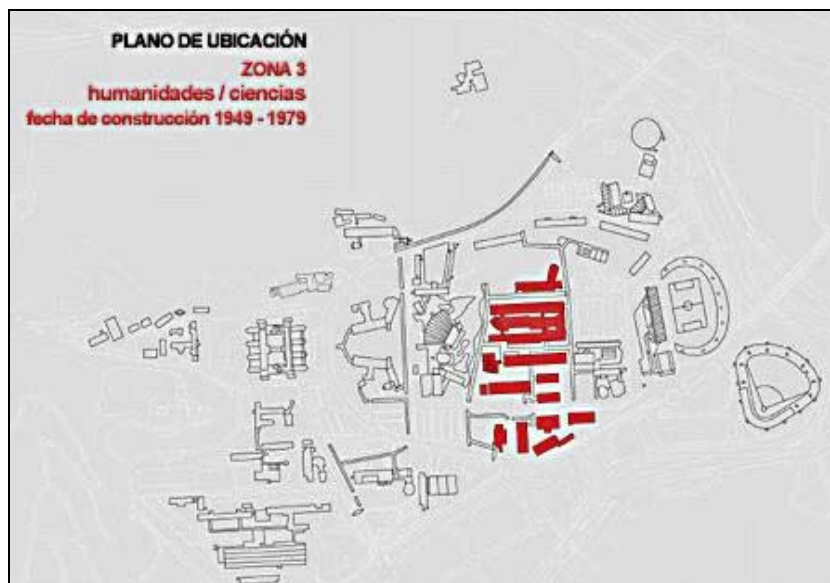 PLANO DE UBICACIÓN
ZONA 3
humanidades / ciencias
fecha de construcción 1949 - 1979